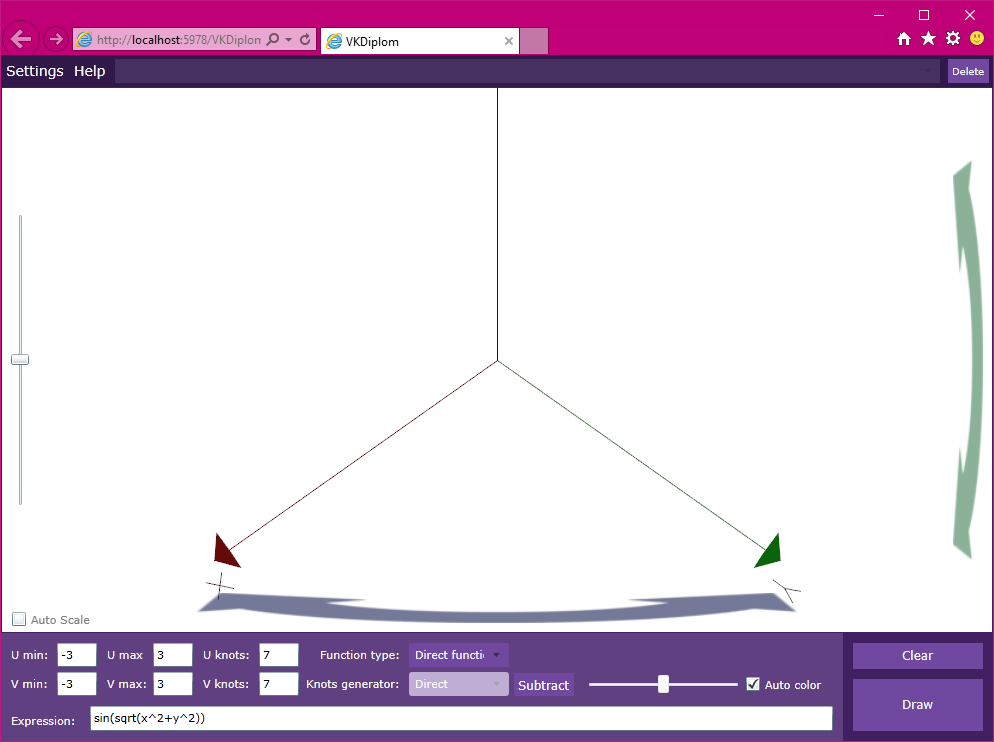 http://localhost:5978/VKDiplom
VKDiplom
Settings Help
Delete
X Y
Auto Scale
U min: -3 U max 3 U knots: 7 Function type: Direct functi
V min: -3 V max: 3 V knots: 7 Knots generator: Direct Subtract Auto color
Expression: sin(sqrt(x^2+y^2))
Clear
Draw